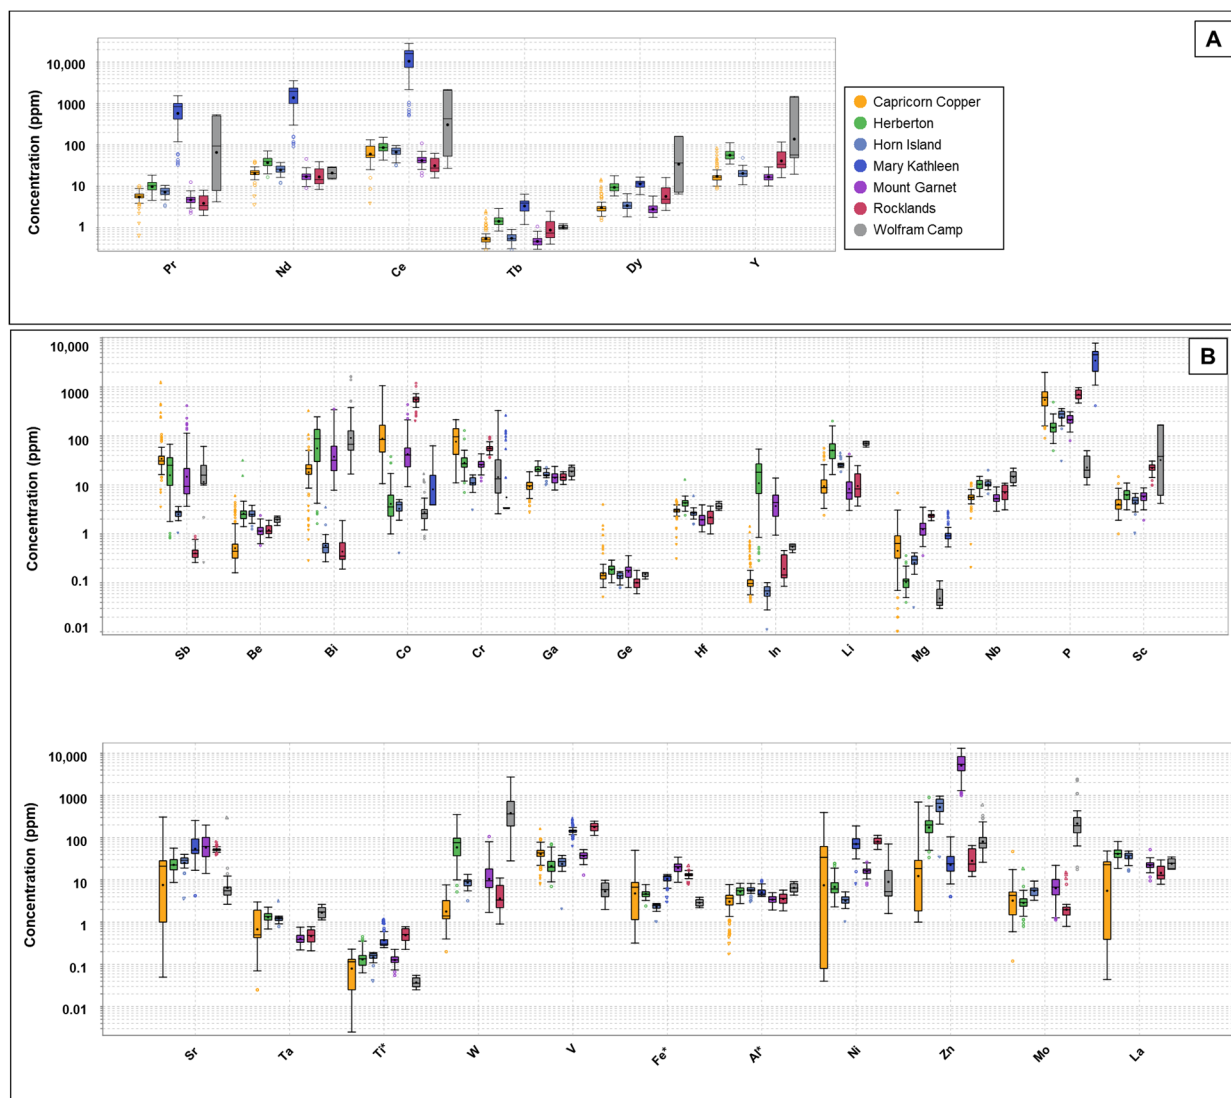 A
Concentration (ppm)
10,000
1000
100
10
1
Pr Nd Ce Tb Dy Y
Capricorn Copper
Herberton
Horn Island
Mary Kathleen
Mount Garnet
Rocklands
Wolfram Camp
B
Concentration (ppm)
10,000
1000
100
10
1
0.1
0.01
Sb Be Bi Co Cr Ga Ge Hf In Li Mg Nb P Sc
Concentration (ppm)
10,000
1000
100
10
1
0.1
0.01
Sr Ta Ti* W V Fe* Al* Ni Zn Mo La